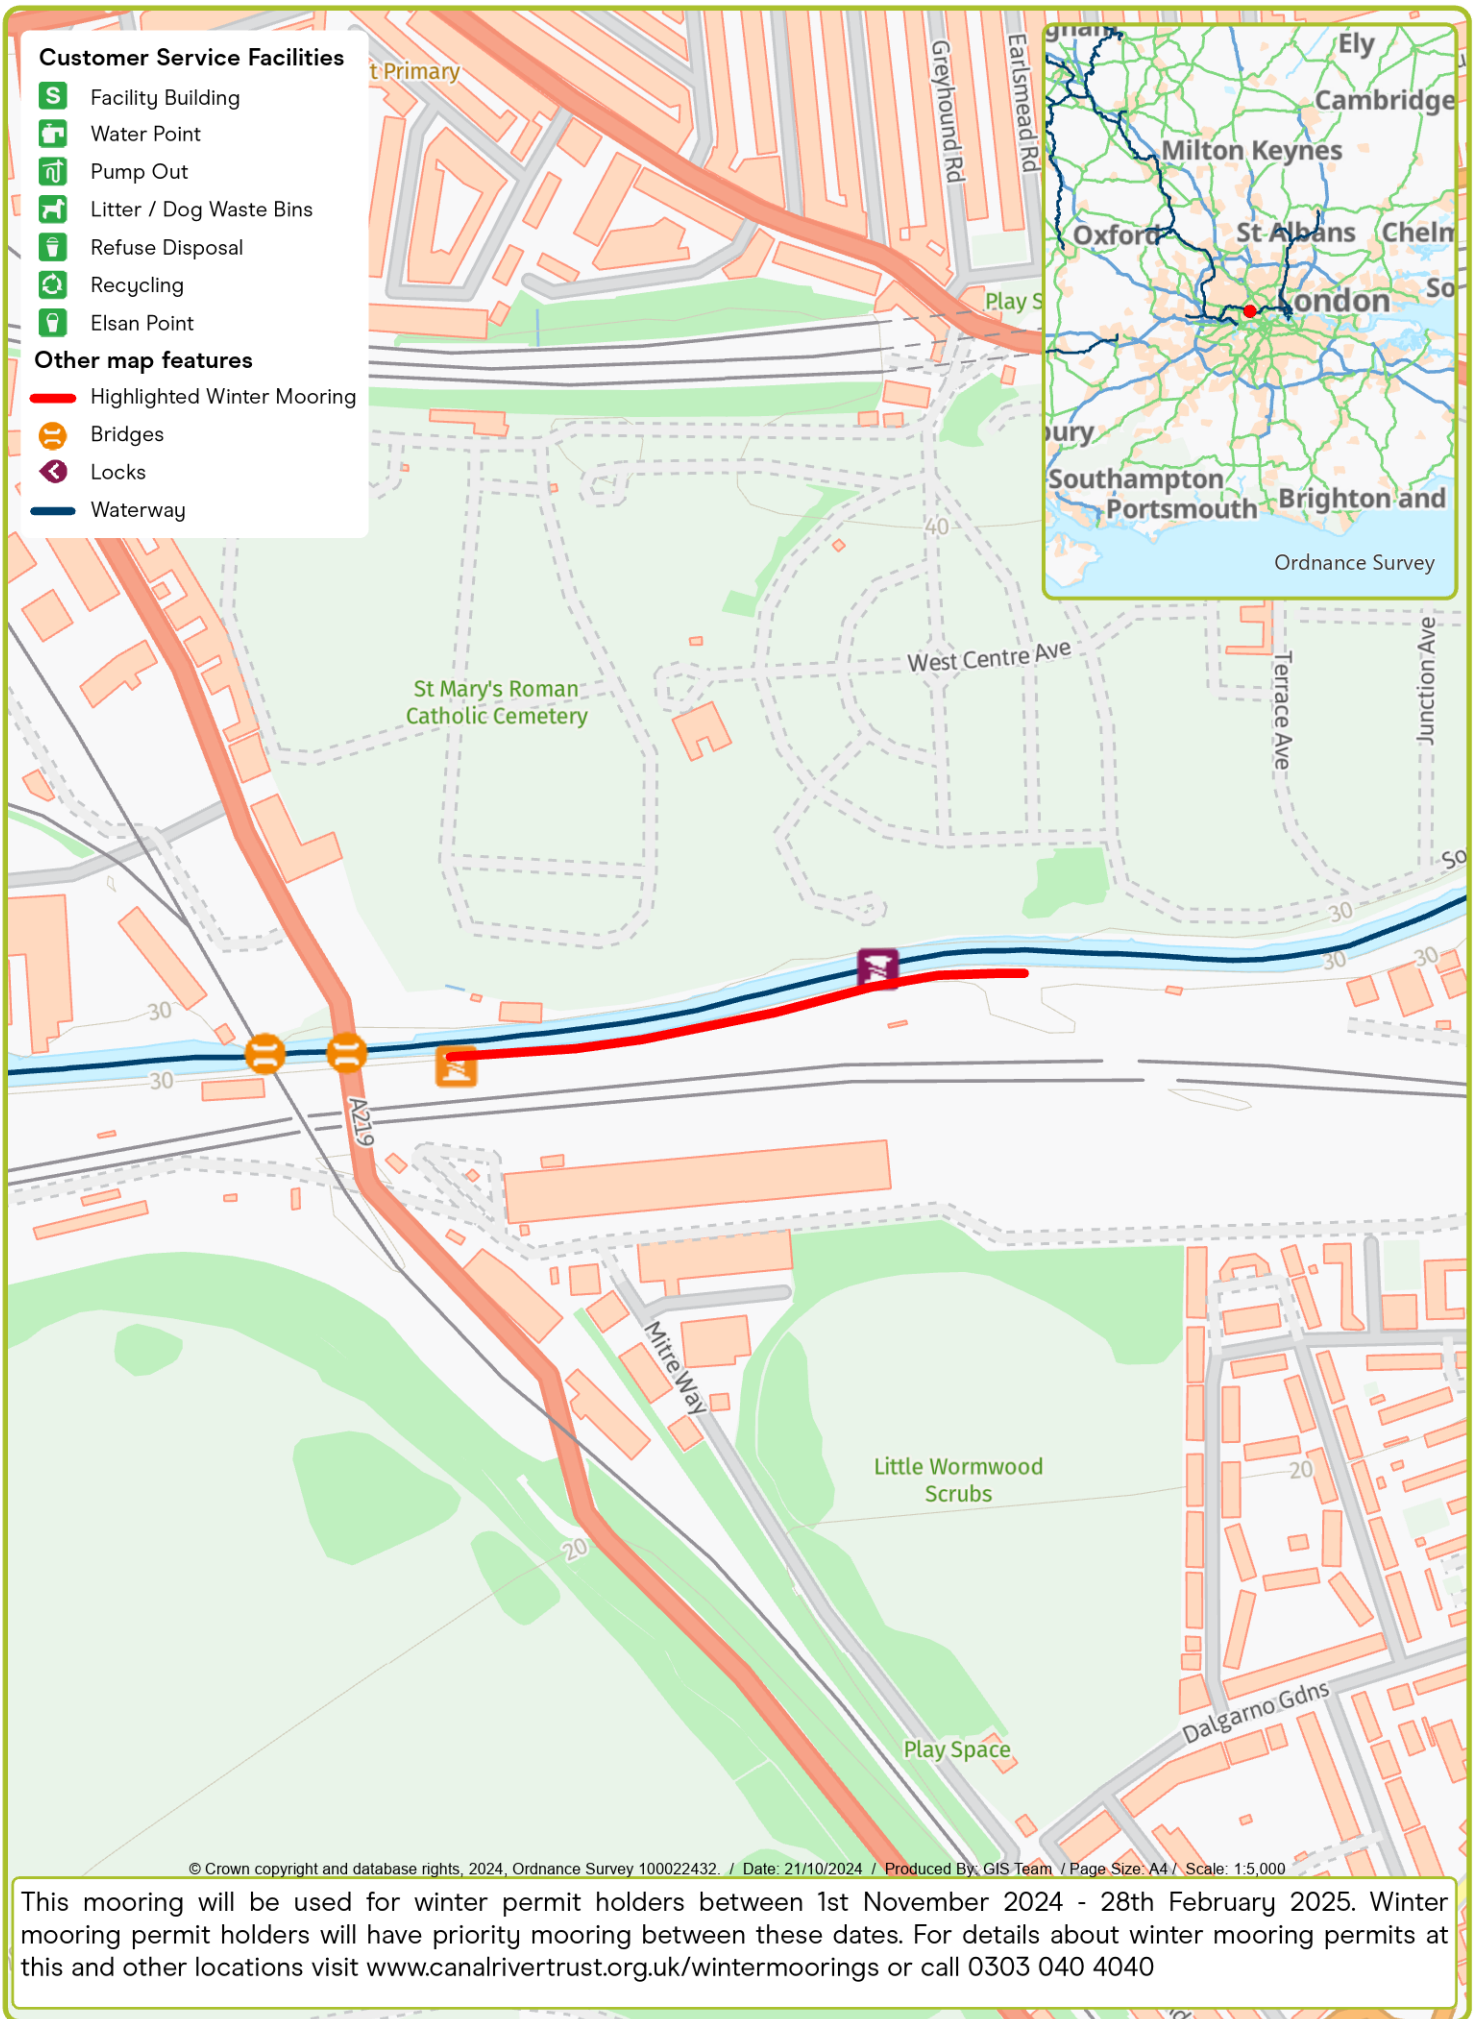 Customer Service Facilities
S
Facility Building
Water Point
Pump Out
Litter / Dog Waste Bins
Refuse Disposal
Recycling
Elsan Point
Other map features
Highlighted Winter Mooring
Bridges
Locks
Waterway
t Primary
Greyhound Rd
Earlsmead Rd
Play S
Ely
Cambridge
Milton Keynes
Oxford
St Albans
Chelm
So
London
bury
Southampton
Portsmouth
Brighton and
Ordnance Survey
40
West Centre Ave
St Mary's Roman
Catholic Cemetery
Terrace Ave
Junction Ave
So
30
30
30
30
30
A219
Mitre Way
Little Wormwood
Scrubs
20
20
Dalgarno Gdns
Play Space
© Crown copyright and database rights, 2024, Ordnance Survey 100022432. / Date: 21/10/2024 / Produced By: GIS Team / Page Size: A4 / Scale: 1:5,000
This mooring will be used for winter permit holders between 1st November 2024 - 28th February 2025. Winter
mooring permit holders will have priority mooring between these dates. For details about winter mooring permits at
this and other locations visit www.canalrivertrust.org.uk/wintermoorings or call 0303 040 4040